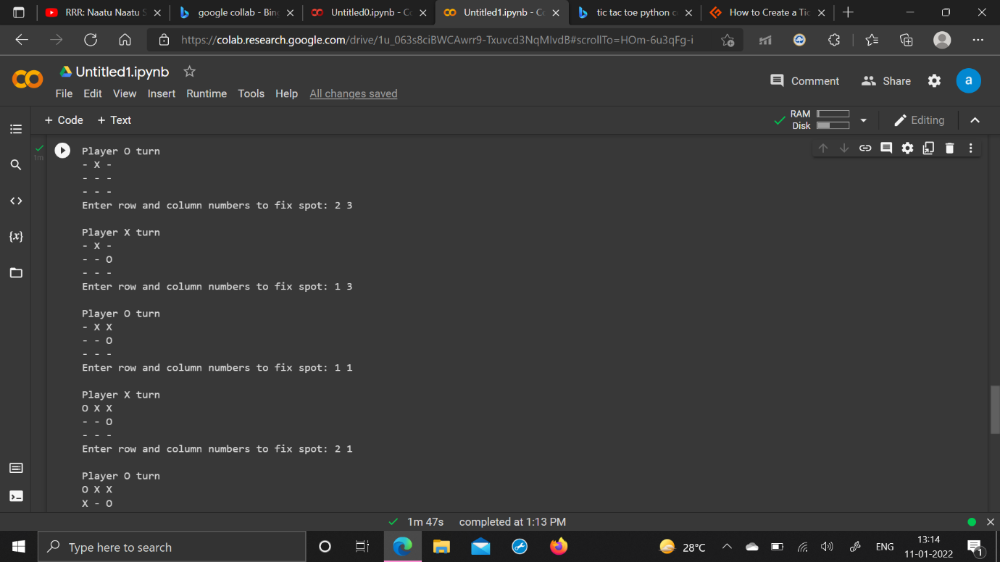 RRR: Naatu Naatu S
google collab - Bin
Untitled0.ipynb - Co
Untitled1.ipynb - Co
tic tac toe python c
How to Create a Tic
https://colab.research.google.com/drive/1u_063s8ciBWCAwrr9-Txuvcd3NqMIvdB#scrollTo=HOm-6u3qFg-i
Untitled1.ipynb
Comment
Share
a
File Edit View Insert Runtime Tools Help All changes saved
+ Code + Text
RAM
Disk
Editing
{x}
1m
Player O turn
- X -
- - -
- - -
Enter row and column numbers to fix spot: 2 3
Player X turn
- X -
- - O
- - -
Enter row and column numbers to fix spot: 1 3
Player O turn
- X X
- - O
- - -
Enter row and column numbers to fix spot: 1 1
Player X turn
O X X
- - O
- - -
Enter row and column numbers to fix spot: 2 1
Player O turn
O X X
X - O
1m 47s completed at 1:13 PM
Type here to search
28°C
ENG
13:14
11-01-2022
1